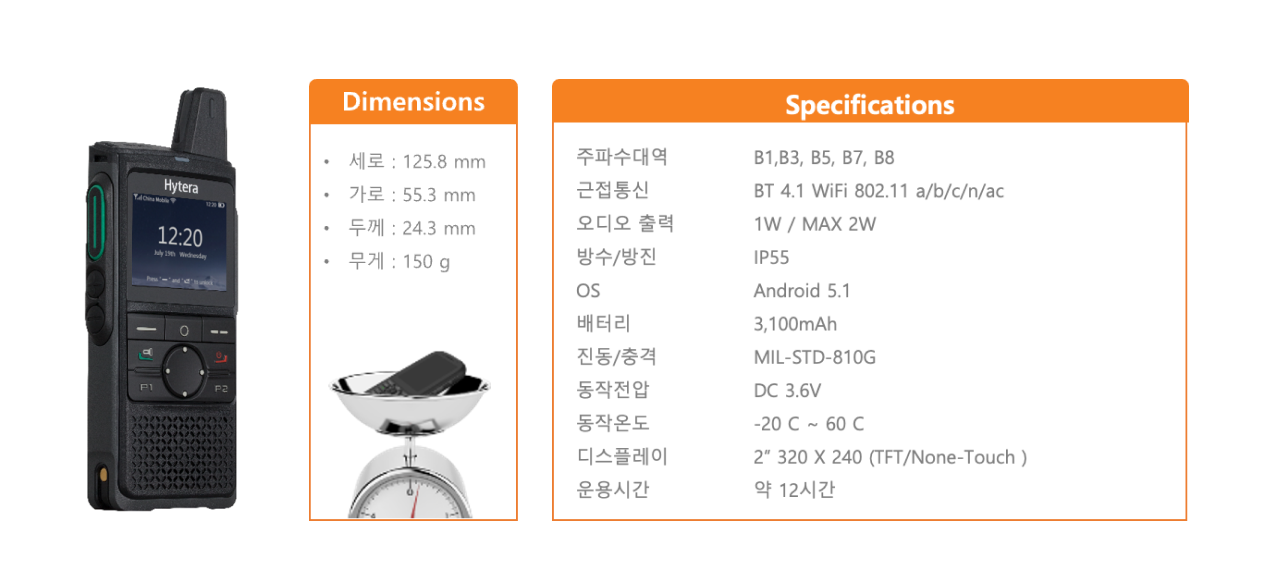 Hytera
China Mobile
12:20
12:20
July 19th Wednesday
P1
P2
Dimensions
• 세로 : 125.8 mm
• 가로 : 55.3 mm
• 두께 : 24.3 mm
• 무게 : 150 g
0
Specifications
주파수대역 B1,B3, B5, B7, B8
근접통신 BT 4.1 WiFi 802.11 a/b/c/n/ac
오디오 출력 1W / MAX 2W
방수/방진 IP55
OS Android 5.1
배터리 3,100mAh
진동/충격 MIL-STD-810G
동작전압 DC 3.6V
동작온도 -20 C ~ 60 C
디스플레이 2” 320 X 240 (TFT/None-Touch )
운용시간 약 12시간